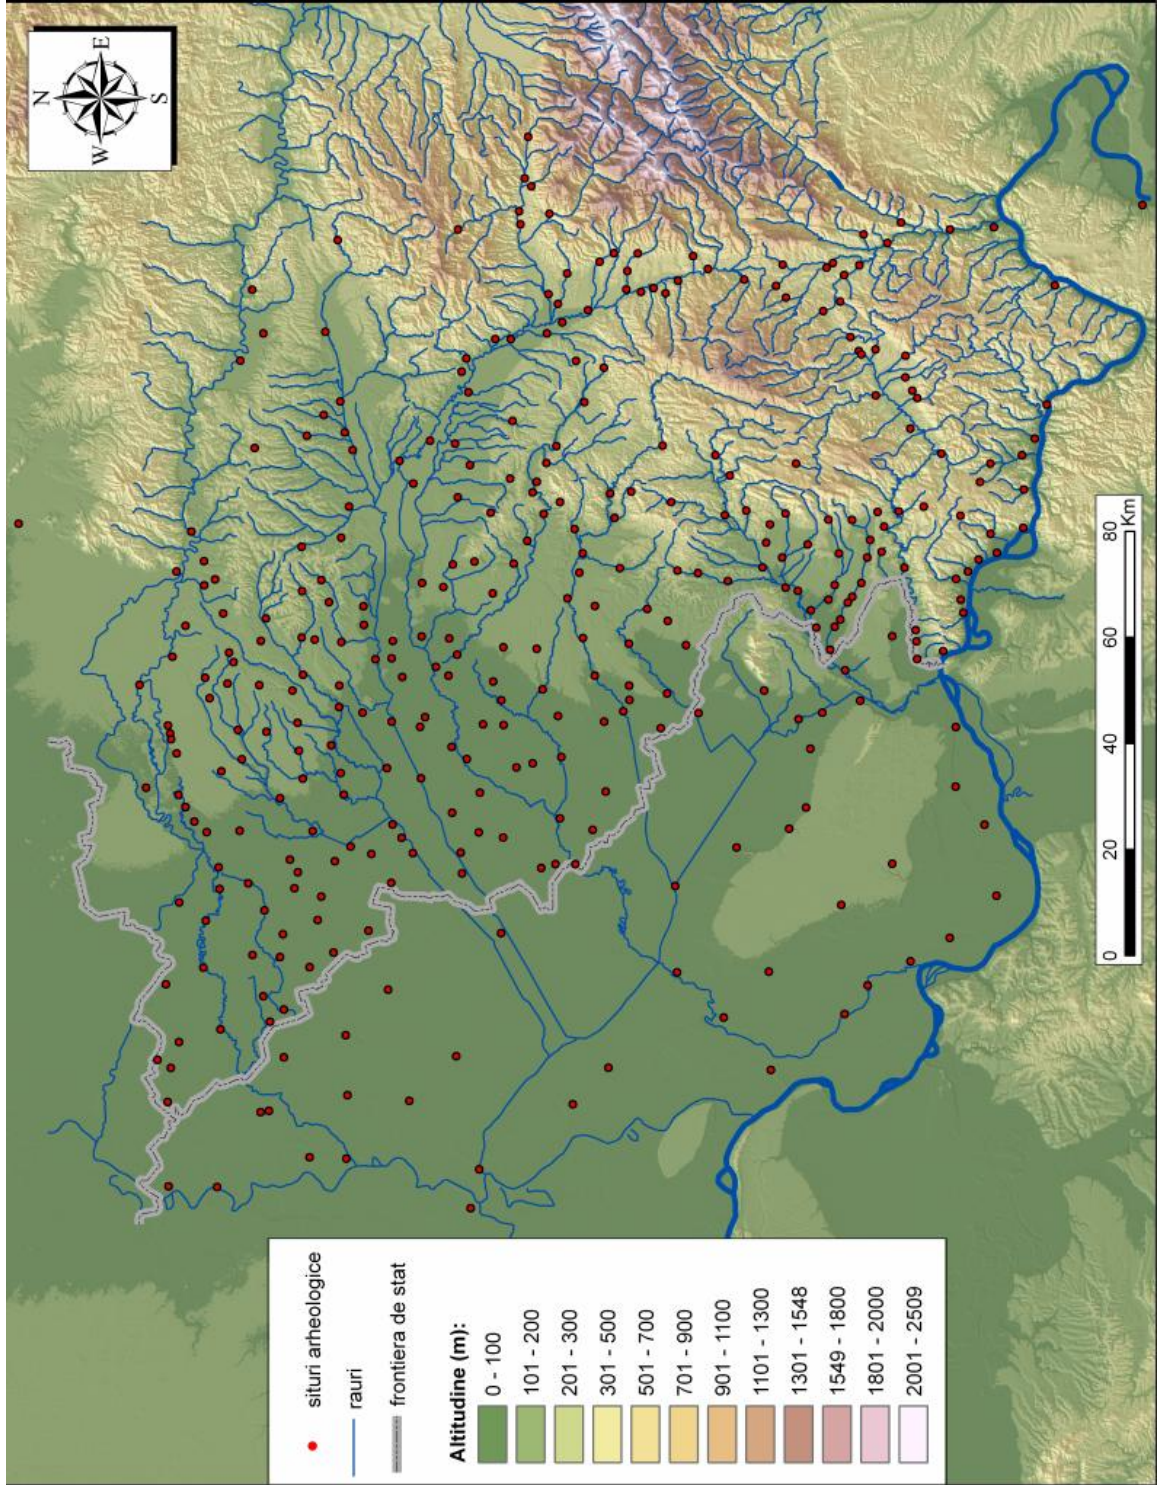 N
W E
S
situri arheologice
rauri
frontiera de stat
Altitudine (m):
0 - 100
101 - 200
201 - 300
301 - 500
501 - 700
701 - 900
901 - 1100
1101 - 1300
1301 - 1548
1549 - 1800
1801 - 2000
2001 - 2509
0 20 40 60 80
Km